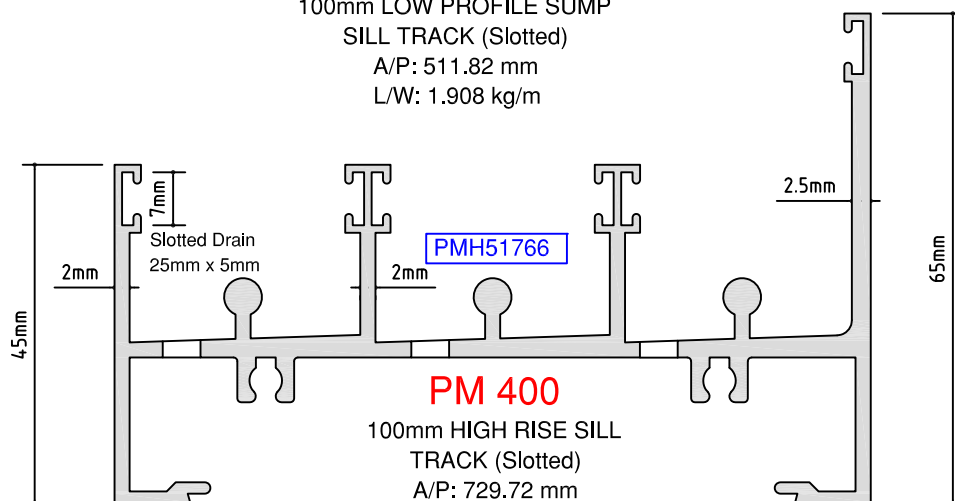 100mm LOW PROFILE SUMP
SILL TRACK (Slotted)
A/P: 511.82 mm
L/W: 1.908 kg/m
2.5mm
7mm
Slotted Drain
25mm x 5mm
PMH51766
2mm
2mm
65mm
45mm
PM 400
100mm HIGH RISE SILL
TRACK (Slotted)
A/P: 729.72 mm